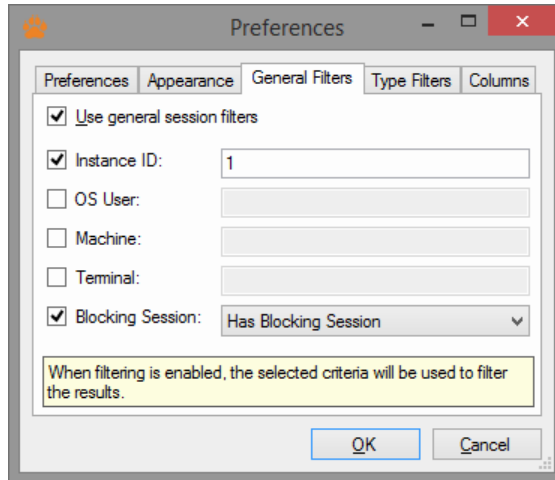 Preferences
Preferences Appearance General Filters Type Filters Columns
Use general session filters
Instance ID: 1
OS User:
Machine:
Terminal:
Blocking Session: Has Blocking Session
When filtering is enabled, the selected criteria will be used to filter
the results.
OK Cancel